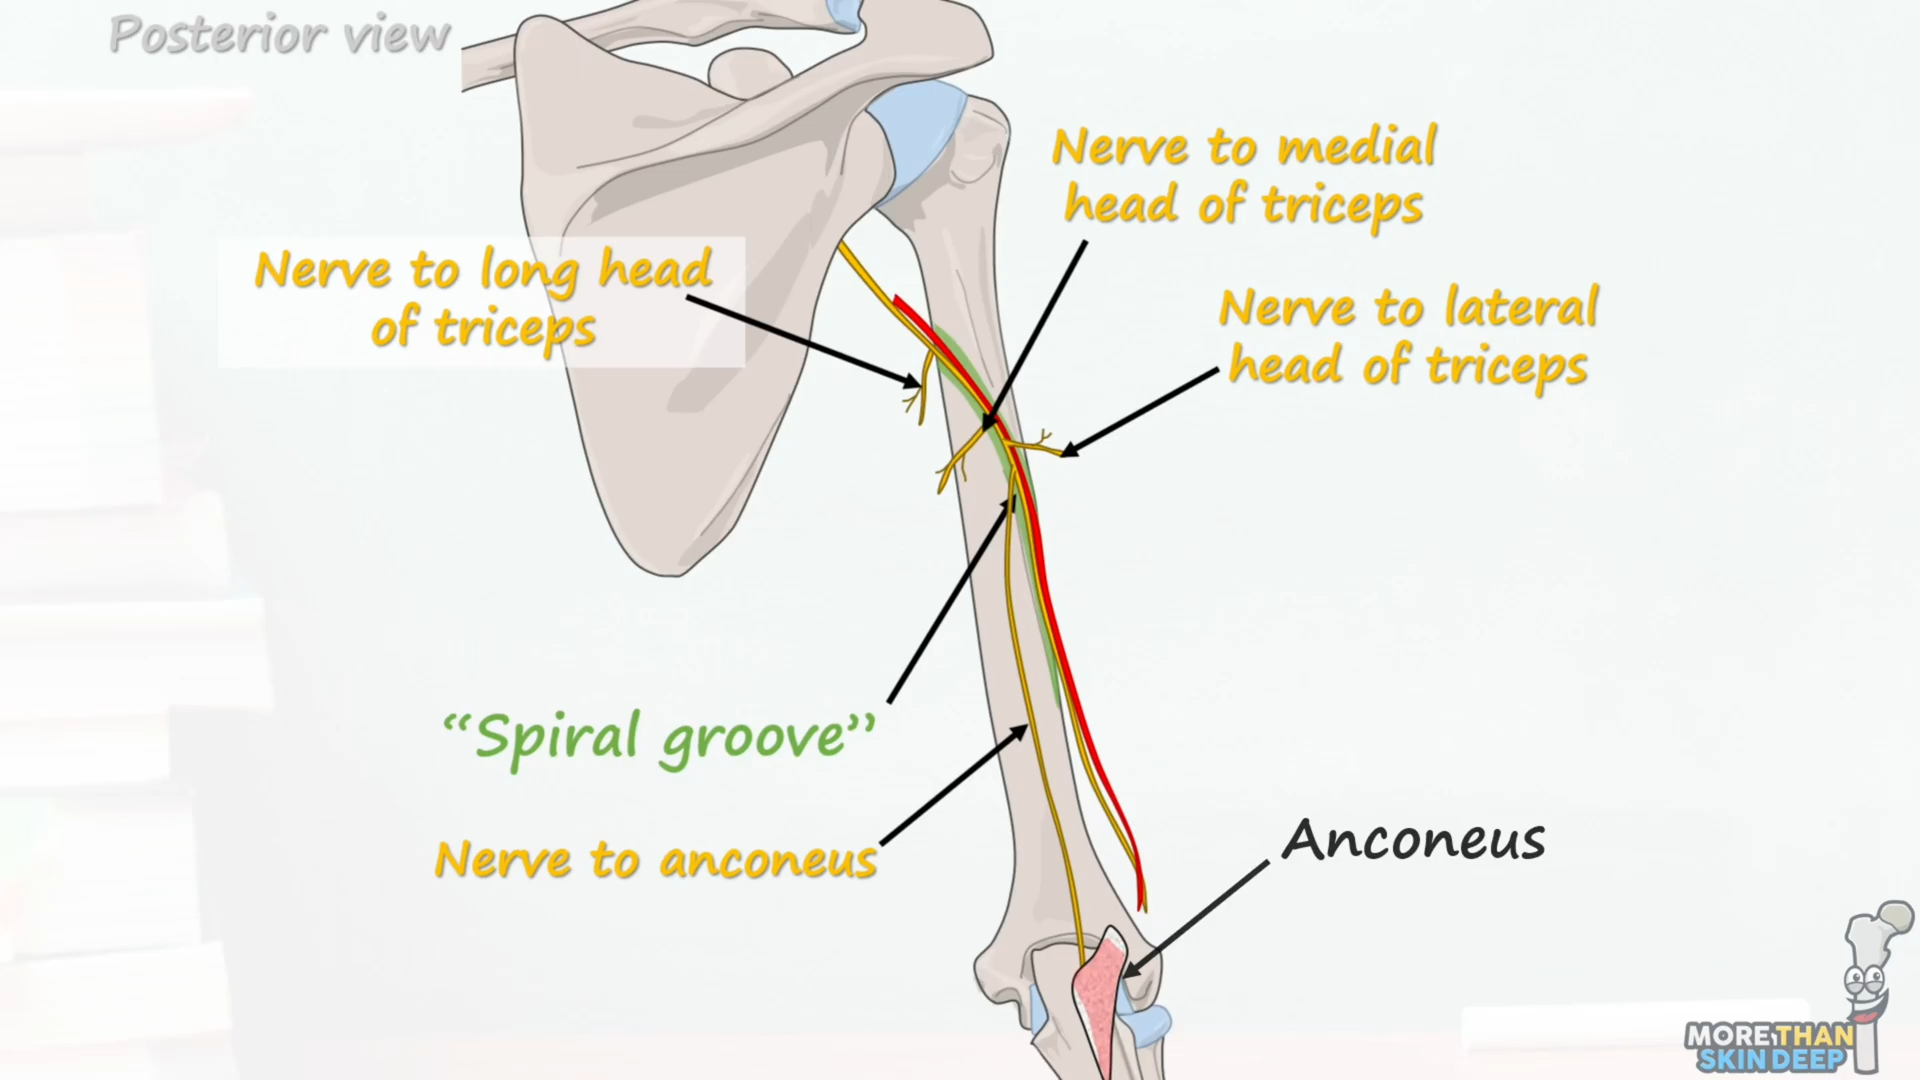 Posterior view
Nerve to medial
head of triceps
Nerve to long head
of triceps
Nerve to lateral
head of triceps
“Spiral groove”
Nerve to anconeus
Anconeus
MORE THAN
SKIN DEEP